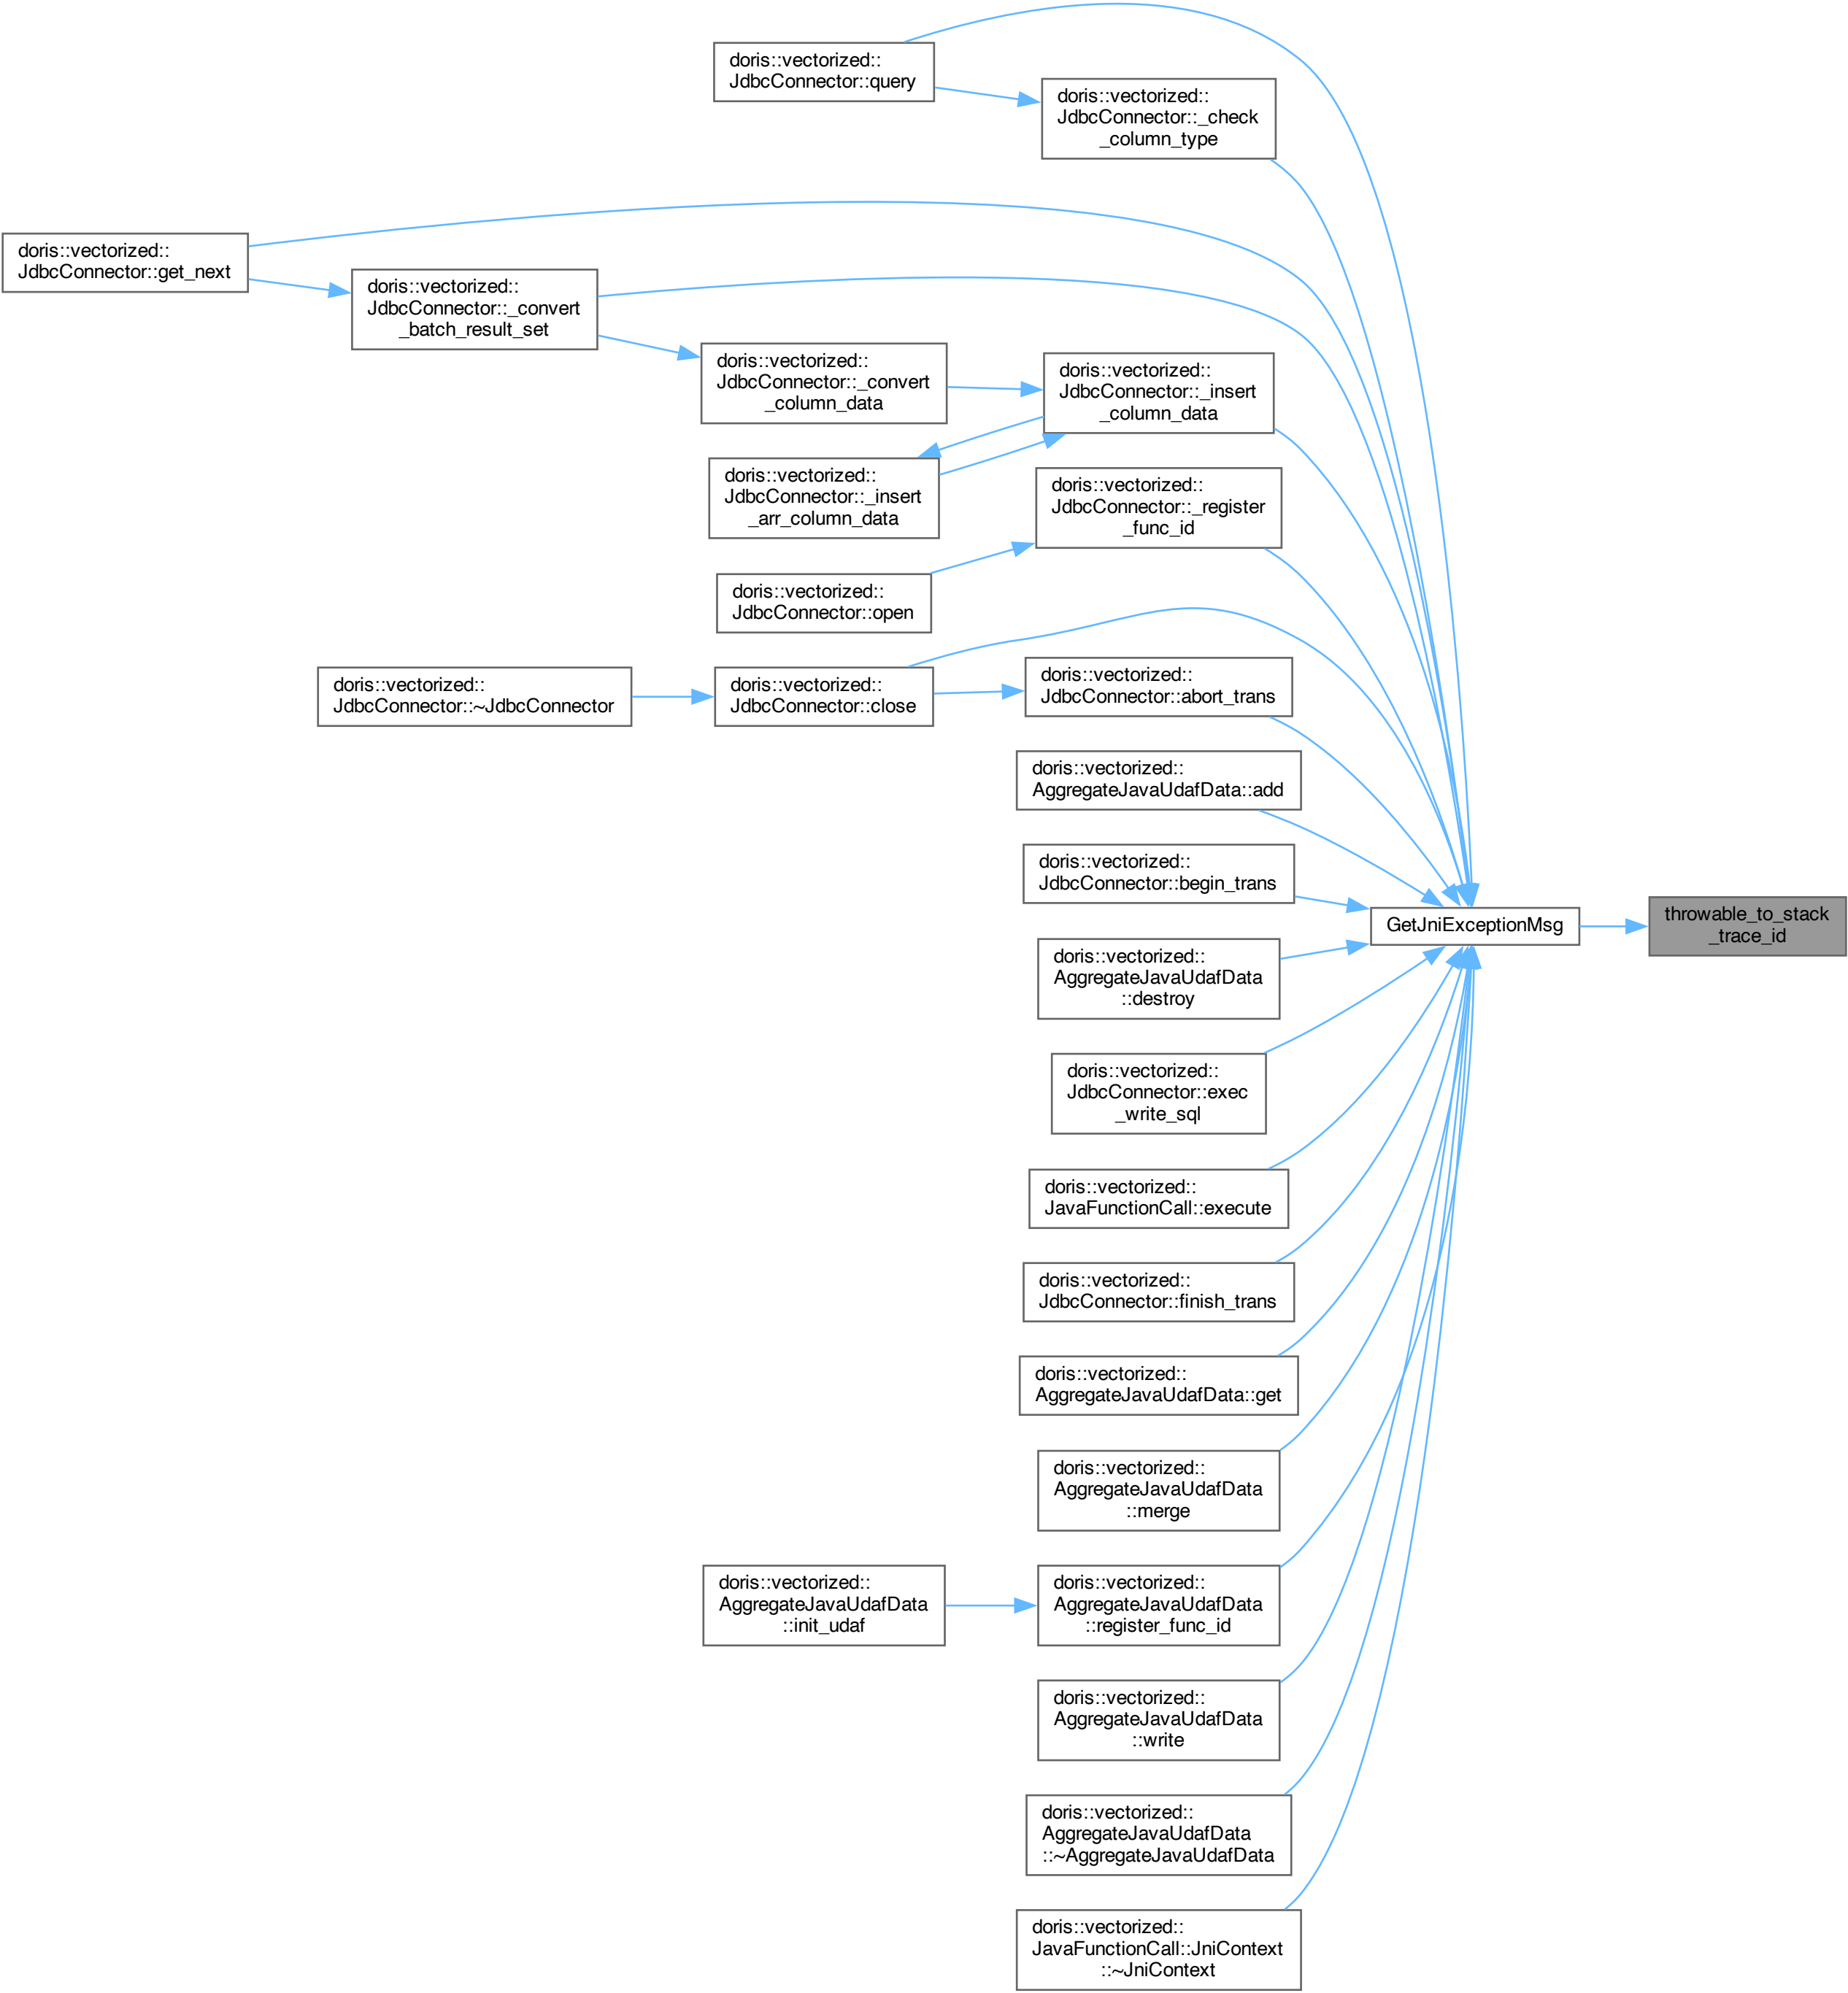 doris::vectorized::
JdbcConnector::query
doris::vectorized::
JdbcConnector::_check
_column_type
doris::vectorized::
JdbcConnector::get_next
doris::vectorized::
JdbcConnector::_convert
_batch_result_set
doris::vectorized::
JdbcConnector::_convert
_column_data
doris::vectorized::
JdbcConnector::_insert
_column_data
doris::vectorized::
JdbcConnector::_insert
_arr_column_data
doris::vectorized::
JdbcConnector::_register
_func_id
doris::vectorized::
JdbcConnector::open
doris::vectorized::
JdbcConnector::~JdbcConnector
doris::vectorized::
JdbcConnector::close
doris::vectorized::
JdbcConnector::abort_trans
doris::vectorized::
AggregateJavaUdafData::add
doris::vectorized::
JdbcConnector::begin_trans
GetJniExceptionMsg
throwable_to_stack
_trace_id
doris::vectorized::
AggregateJavaUdafData
::destroy
doris::vectorized::
JdbcConnector::exec
_write_sql
doris::vectorized::
JavaFunctionCall::execute
doris::vectorized::
JdbcConnector::finish_trans
doris::vectorized::
AggregateJavaUdafData::get
doris::vectorized::
AggregateJavaUdafData
::merge
doris::vectorized::
AggregateJavaUdafData
::init_udaf
doris::vectorized::
AggregateJavaUdafData
::register_func_id
doris::vectorized::
AggregateJavaUdafData
::write
doris::vectorized::
AggregateJavaUdafData
::~AggregateJavaUdafData
doris::vectorized::
JavaFunctionCall::JniContext
::~JniContext